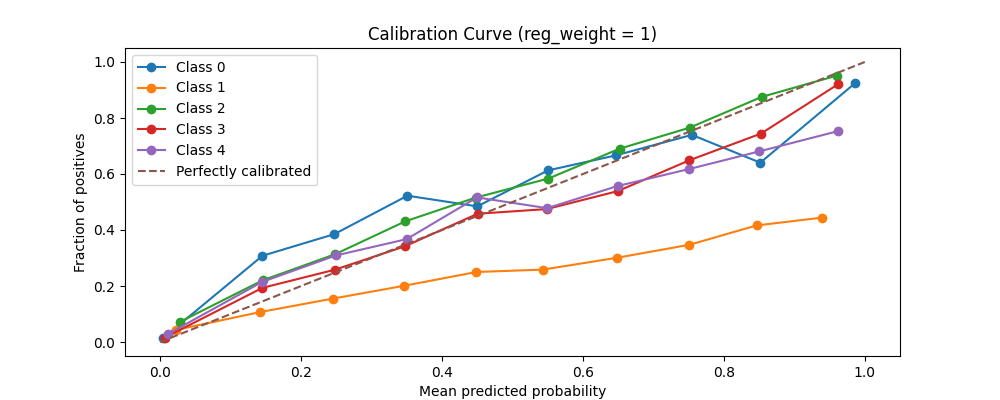 Calibration Curve (reg_weight = 1)
Fraction of positives
1.0
0.8
0.6
0.4
0.2
0.0
Class 0
Class 1
Class 2
Class 3
Class 4
Perfectly calibrated
0.0 0.2 0.4 0.6 0.8 1.0
Mean predicted probability